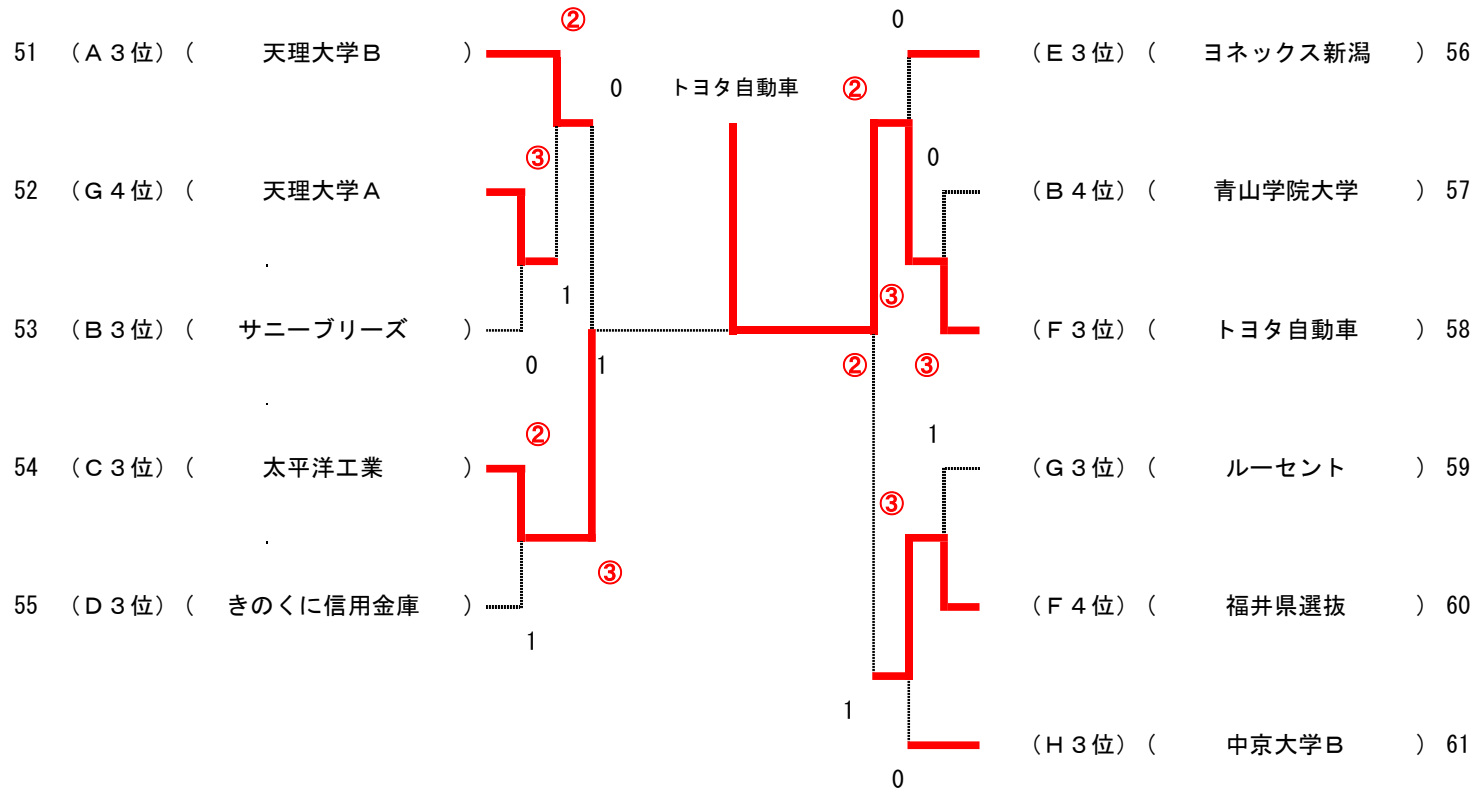 ② 0
51 （Ａ３位）（ 天理大学Ｂ ） （Ｅ３位）（ ヨネックス新潟 ） 56
0 トヨタ自動車 ②
③ 0
52 （Ｇ４位）（ 天理大学Ａ （Ｂ４位）（ 青山学院大学 ） 57
.
1 ③
53 （Ｂ３位）（ サニーブリーズ ） （Ｆ３位）（ トヨタ自動車 ） 58
0 1 ② ③
.
② 1
54 （Ｃ３位）（ 太平洋工業 ） （Ｇ３位）（ ルーセント ） 59
③
.
③
55 （Ｄ３位）（ きのくに信用金庫 ） （Ｆ４位）（ 福井県選抜 ） 60
1
1
（Ｈ３位）（ 中京大学Ｂ ） 61
0